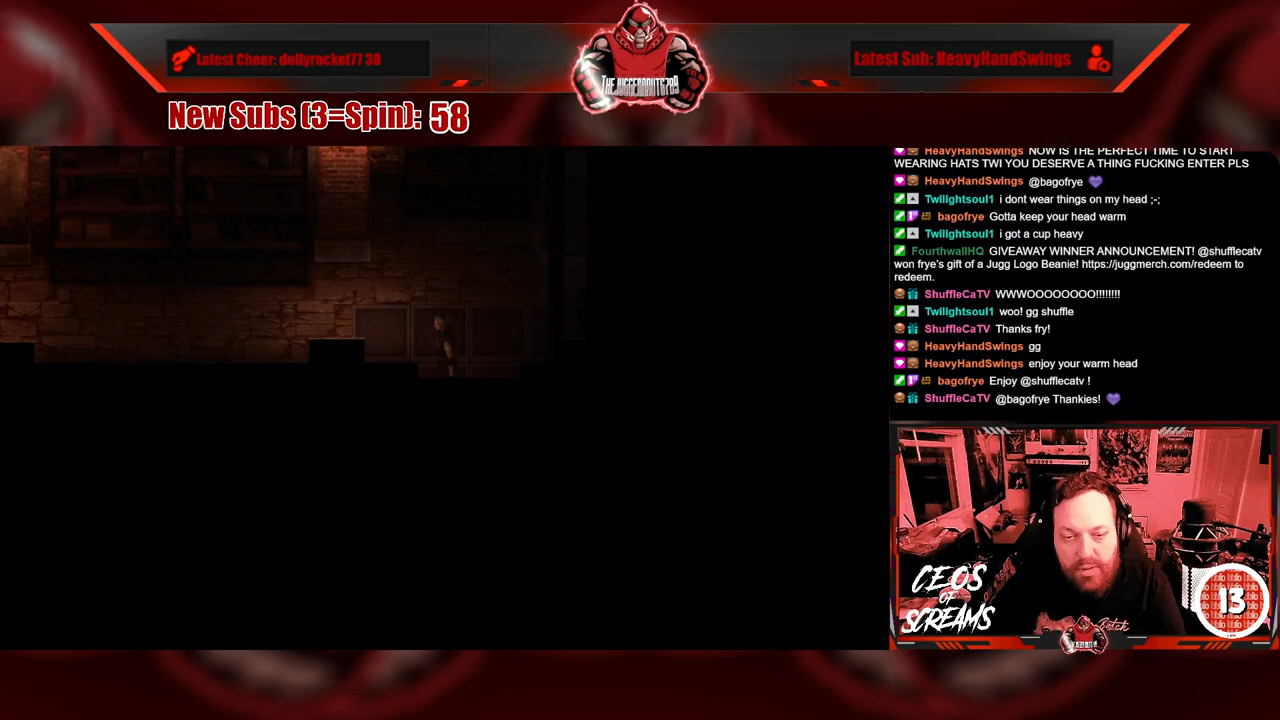 Latest Cheer: dollyrocket77 30
THEJUGGERNAUT6789
Latest Sub: HeavyHandSwings
New Subs (3=Spin): 58
HeavyHandSwings NOW IS THE PERFECT TIME TO START
WEARING HATS TWI YOU DESERVE A THING FUCKING ENTER PLS
HeavyHandSwings @bagofrye
Twilightsoul1 i dont wear things on my head ;-;
bagofrye Gotta keep your head warm
Twilightsoul1 i got a cup heavy
FourthwallHQ GIVEAWAY WINNER ANNOUNCEMENT! @shufflecatv
won frye's gift of a Jugg Logo Beanie! https://juggmerch.com/redeem to
redeem.
ShuffleCaTV WWWOOOOOOOO!!!!!!!!
Twilightsoul1 woo! gg shuffle
ShuffleCaTV Thanks fry!
HeavyHandSwings gg
HeavyHandSwings enjoy your warm head
bagofrye Enjoy @shufflecatv !
ShuffleCaTV @bagofrye Thankies!
CEOS
OF
SCREAMS
13